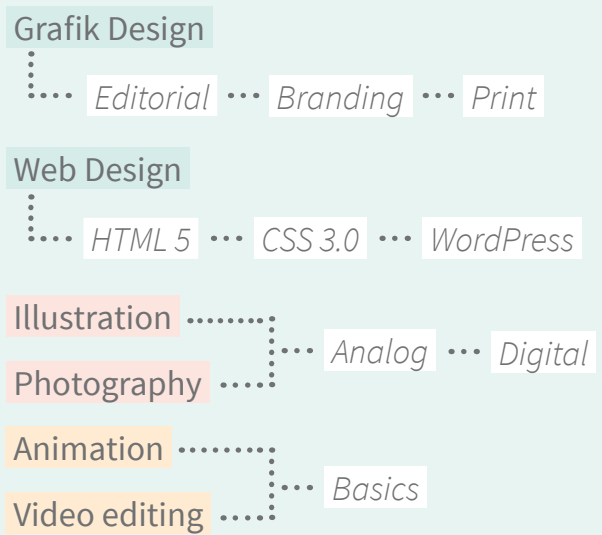 Grafik Design
Editorial Branding Print
Web Design
HTML 5 CSS 3.0 WordPress
Illustration
Analog Digital
Photography
Animation
Basics
Video editing